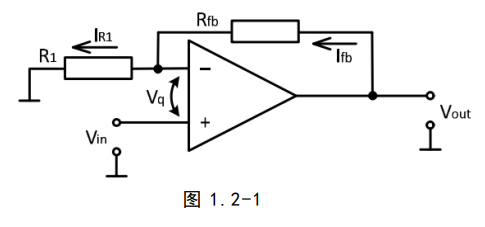 Rfb
IR1
R1
Ifb
−
Vq
+
Vin
Vout
图 1.2-1